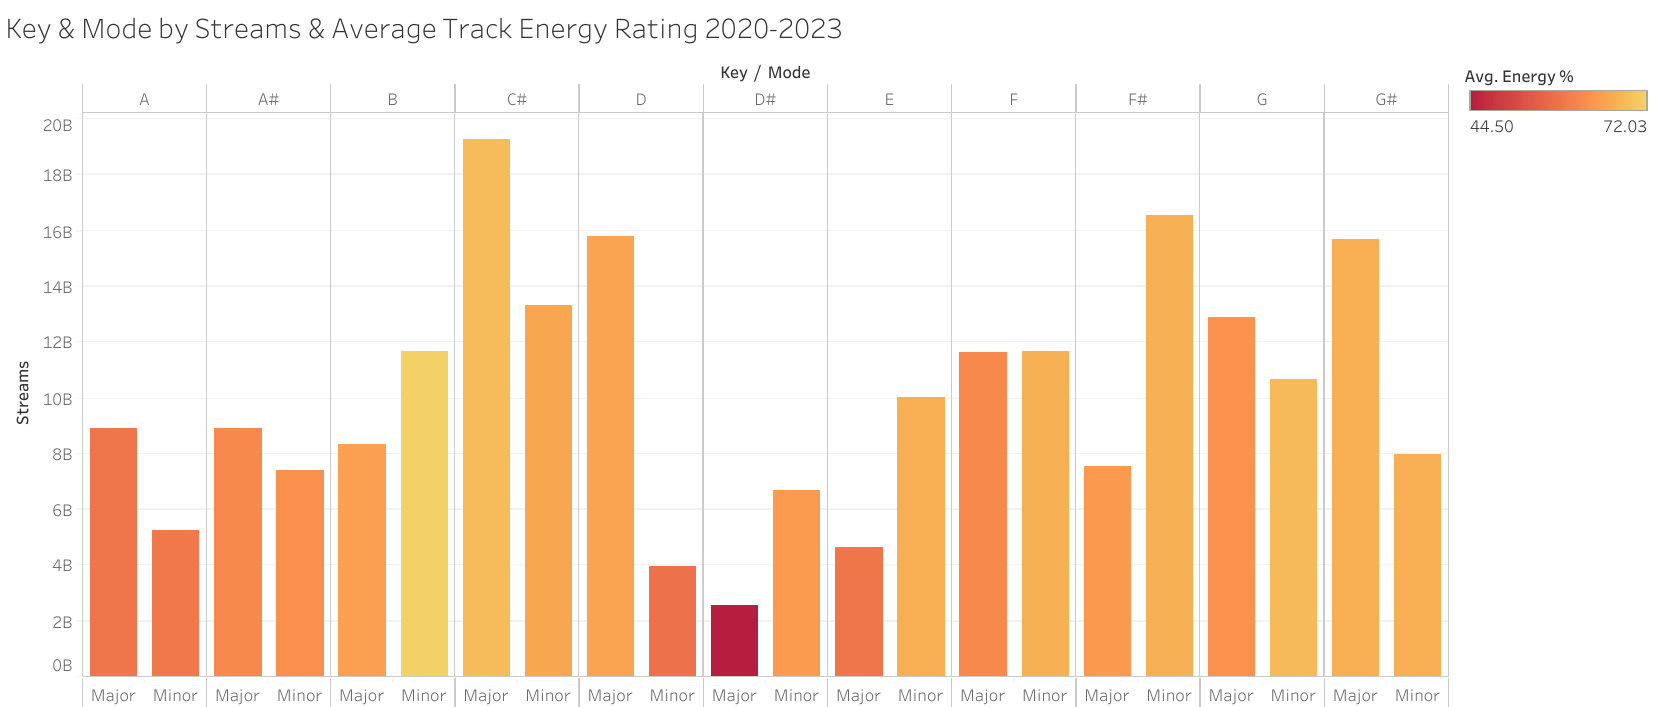 Key & Mode by Streams & Average Track Energy Rating 2020-2023
Key / Mode
Avg. Energy %
44.50 72.03
A A# B C# D D# E F F# G G#
20B
18B
16B
14B
12B
10B
8B
6B
4B
2B
0B
Streams
Major Minor Major Minor Major Minor Major Minor Major Minor Major Minor Major Minor Major Minor Major Minor Major Minor Major Minor